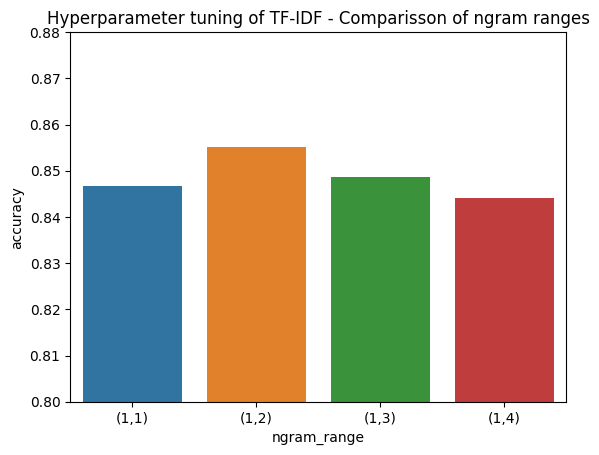 Hyperparameter tuning of TF-IDF - Comparisson of ngram ranges
0.88
0.87
0.86
0.85
0.84
0.83
0.82
0.81
0.80
accuracy
(1,1) (1,2) (1,3) (1,4)
ngram_range